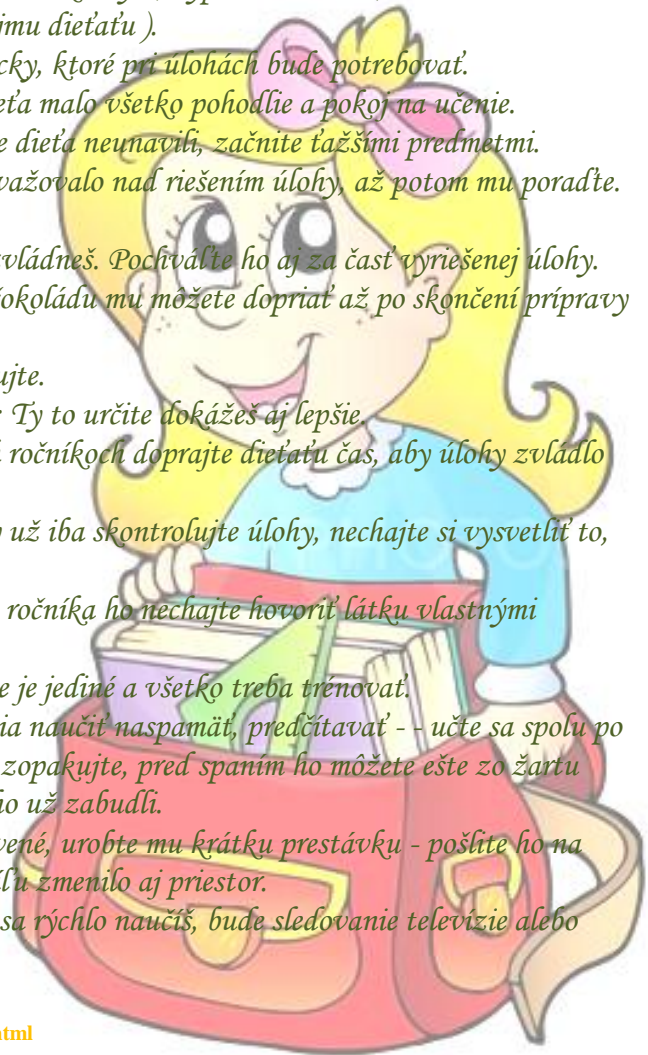 jmu dieťaťu ).
cky, ktoré pri úlohách bude potrebovať.
eťa malo všetko pohodlie a pokoj na učenie.
e dieťa neunavili, začnite ťažšími predmetmi.
važovalo nad riešením úlohy, až potom mu poraďte.
vládneš. Pochváľte ho aj za časť vyriešenej úlohy.
okoládu mu môžete dopriať až po skončení prípravy
ujte.
: Ty to určite dokážeš aj lepšie.
ročníkoch doprajte dieťaťu čas, aby úlohy zvládlo
už iba skontrolujte úlohy, nechajte si vysvetliť to,
ročníka ho nechajte hovoriť látku vlastnými
e je jediné a všetko treba trénovať.
ia naučiť naspamäť, predčítavať - - učte sa spolu po
zopakujte, pred spaním ho môžete ešte zo žartu
ho už zabudli.
vené, urobte mu krátku prestávku - pošlite ho na
ľu zmenilo aj priestor.
sa rýchlo naučíš, bude sledovanie televízie alebo
html